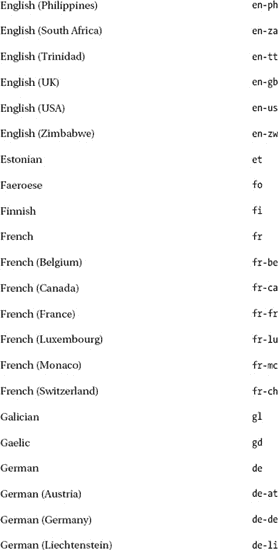 English (Philippines) en-ph
English (South Africa) en-za
English (Trinidad) en-tt
English (UK) en-gb
English (USA) en-us
English (Zimbabwe) en-zw
Estonian et
Faeroese fo
Finnish fi
French fr
French (Belgium) fr-be
French (Canada) fr-ca
French (France) fr-fr
French (Luxembourg) fr-lu
French (Monaco) fr-mc
French (Switzerland) fr-ch
Galician gl
Gaelic gd
German de
German (Austria) de-at
German (Germany) de-de
German (Liechtenstein) de-li